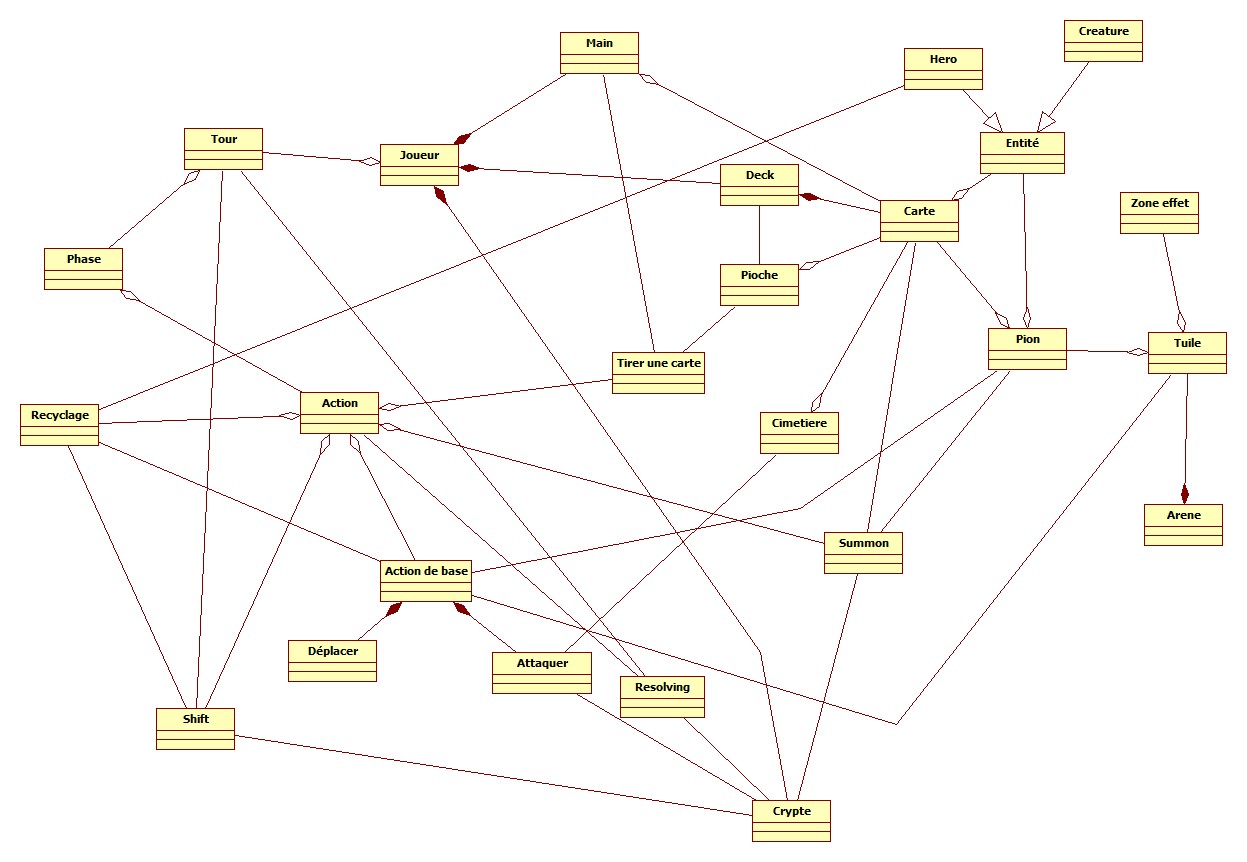 Creature
Main
Hero
Tour
Entité
Joueur
Deck
Zone effet
Carte
Phase
Pioche
Pion
Tuile
Tirer une carte
Action
Recyclage
Cimetiere
Arene
Summon
Action de base
Déplacer
Attaquer
Resolving
Shift
Crypte